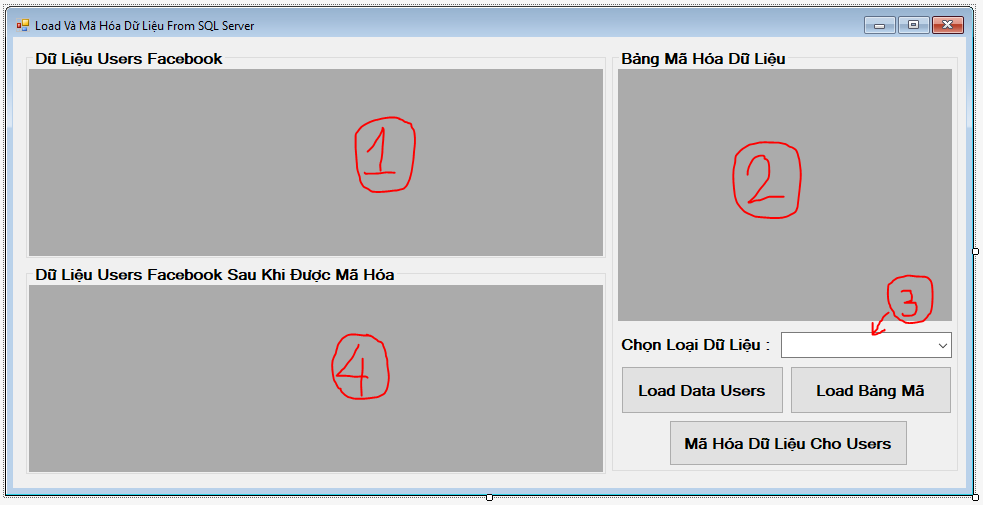 Load Và Mã Hóa Dữ Liệu From SQL Server
Dữ Liệu Users Facebook
1
Bảng Mã Hóa Dữ Liệu
2
Dữ Liệu Users Facebook Sau Khi Được Mã Hóa
4
3
Chọn Loại Dữ Liệu :
Load Data Users
Load Bảng Mã
Mã Hóa Dữ Liệu Cho Users